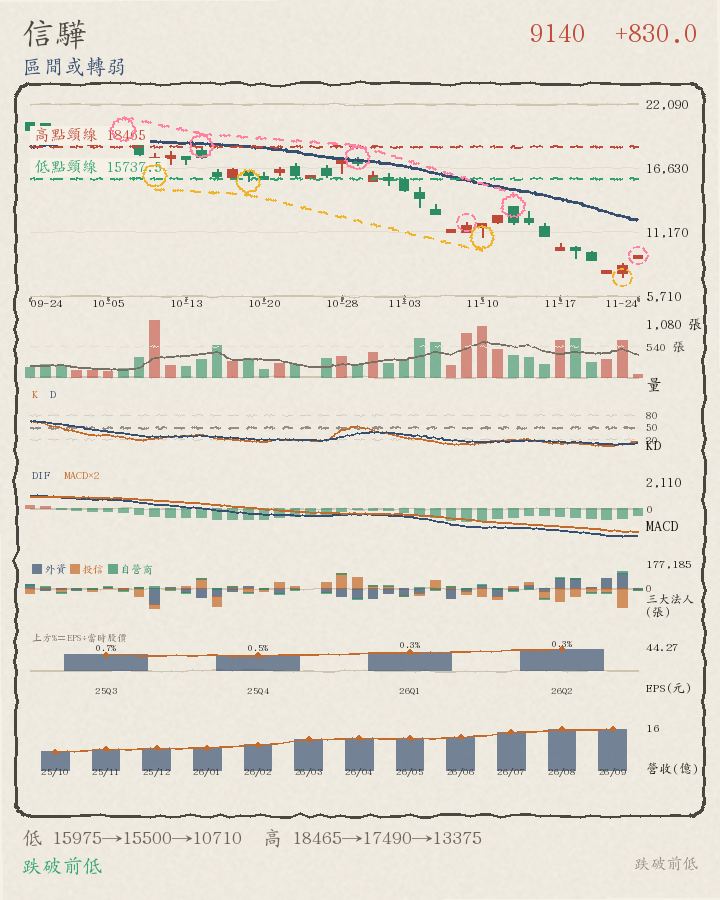 信驊
9140 +830.0
區間或轉弱
22,090
高點頸線 18465
低點頸線 15737.5
16,630
11,170
5,710
09-24 10-05 10-13 10-20 10-28 11-03 11-10 11-17 11-24
1,080 張
540 張
量
K D
80
50
20
KD
DIF MACD×2
2,110
0
MACD
外資 投信 自營商
177,185
0
三大法人
(張)
上方%=EPS÷當時股價
0.7% 0.5% 0.3% 0.3%
44.27
25Q3 25Q4 26Q1 26Q2
EPS(元)
16
25/10 25/11 25/12 26/01 26/02 26/03 26/04 26/05 26/06 26/07 26/08 26/09
營收(億)
低 15975→15500→10710 高 18465→17490→13375
跌破前低
跌破前低